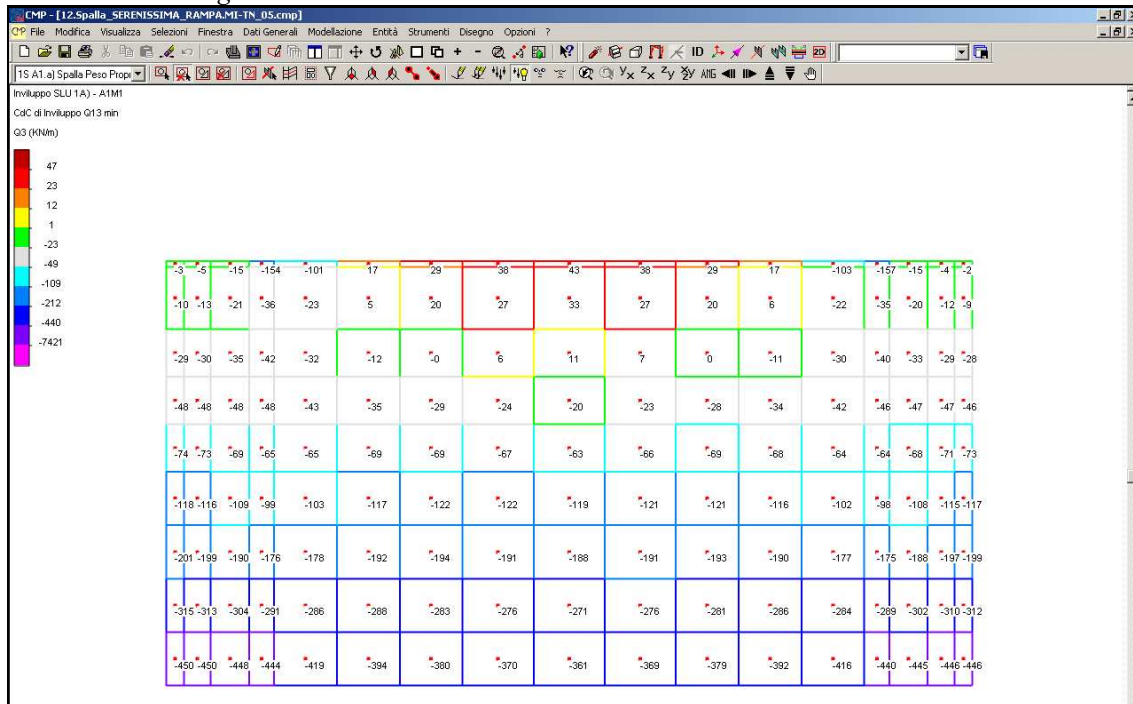 CMP - [12.Spalla_SERENISSIMA_RAMPA.MI-TN_05.cmp]
File Modifica Visualizza Selezioni Finestra Dati Generali Modellazione Entità Strumenti Disegno Opzioni ?
ID 2D
1S A1.a) Spalla Peso Propr
Inviluppo SLU 1A) - A1M1
CdC di Inviluppo Q13 min
Q3 (KN/m)
47
23
12
1
-23
-49
-109
-212
-440
-7421
-3 -5 -15 -154 -101 17 29 38 43 38 29 17 -103 -157 -15 -4 -2
-10 -13 -21 -36 -23 5 20 27 33 27 20 6 -22 -35 -20 -12 -9
-29 -30 -35 -42 -32 -12 -0 6 11 7 0 -11 -30 -40 -33 -29 -28
-48 -48 -48 -48 -43 -35 -29 -24 -20 -23 -28 -34 -42 -46 -47 -47 -46
-74 -73 -69 -65 -65 -69 -69 -67 -63 -66 -69 -68 -64 -64 -68 -71 -73
-118 -116 -109 -99 -103 -117 -122 -122 -119 -121 -121 -116 -102 -98 -108 -115 -117
-201 -199 -190 -176 -178 -192 -194 -191 -188 -191 -193 -190 -177 -175 -188 -197 -199
-315 -313 -304 -291 -286 -288 -283 -276 -271 -276 -281 -286 -284 -289 -302 -310 -312
-450 -450 -448 -444 -419 -394 -380 -370 -361 -369 -379 -392 -416 -440 -445 -446 -446